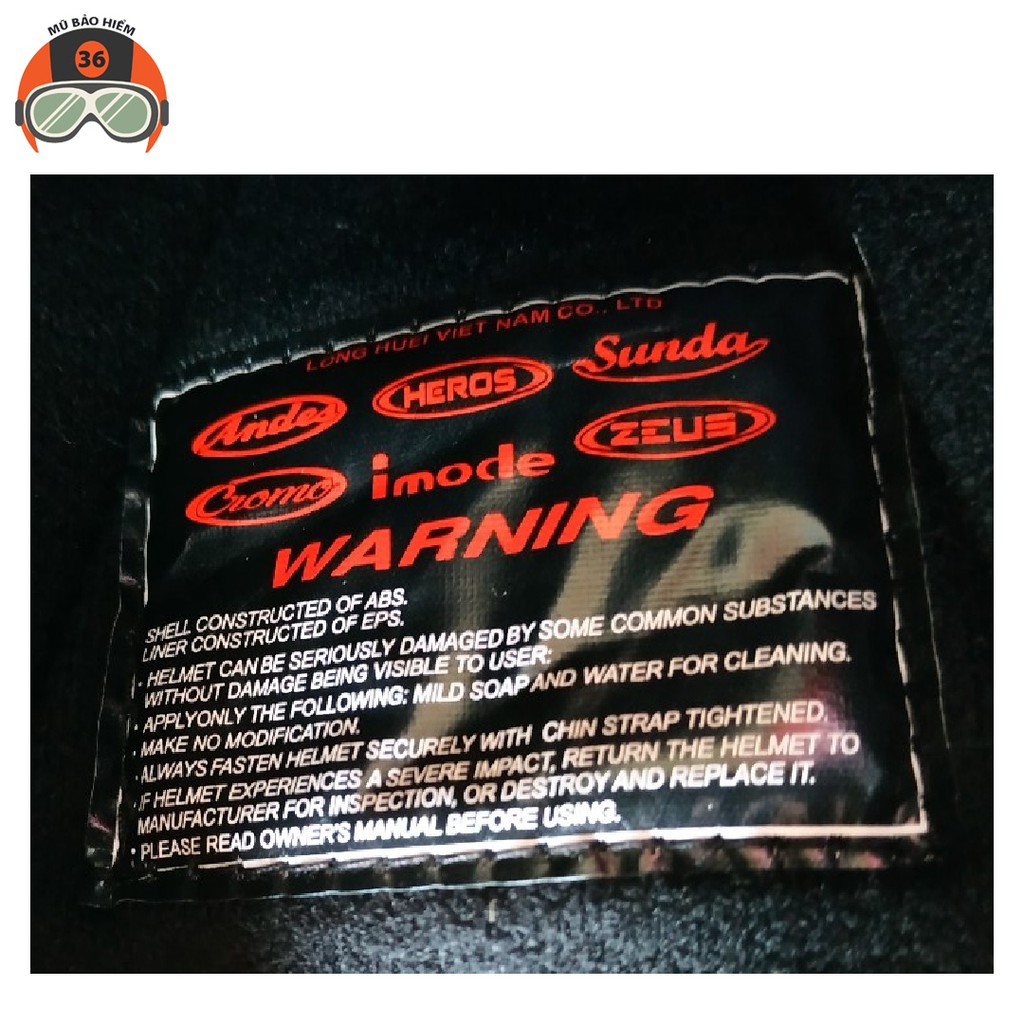 MŨ BẢO HIỂM
36
LONG HUEI VIET NAM CO., LTD
Andes HEROS Sunda
Cromo imode ZEUS
WARNING
SHELL CONSTRUCTED OF ABS.
LINER CONSTRUCTED OF EPS.
· HELMET CAN BE SERIOUSLY DAMAGED BY SOME COMMON SUBSTANCES
WITHOUT DAMAGE BEING VISIBLE TO USER:
· APPLYONLY THE FOLLOWING: MILD SOAP AND WATER FOR CLEANING.
· MAKE NO MODIFICATION.
· ALWAYS FASTEN HELMET SECURELY WITH CHIN STRAP TIGHTENED.
· IF HELMET EXPERIENCES A SEVERE IMPACT, RETURN THE HELMET TO
MANUFACTURER FOR INSPECTION, OR DESTROY AND REPLACE IT.
· PLEASE READ OWNER'S MANUAL BEFORE USING.